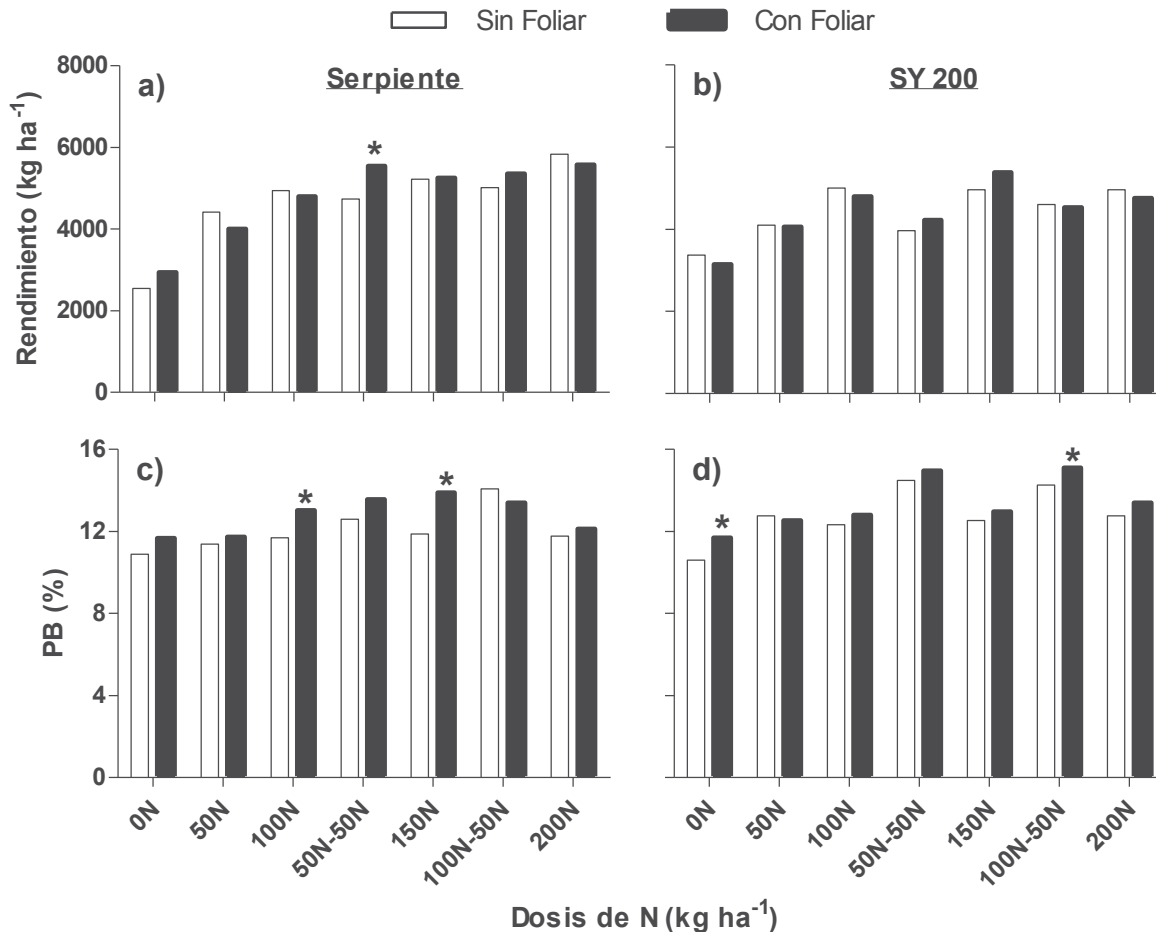 Sin Foliar Con Foliar
a) Serpiente
b) SY 200
Rendimiento (kg ha⁻¹)
8000
6000
4000
2000
0
*
c)
d)
PB (%)
16
12
8
4
0
* *
* *
0N 50N 100N 50N-50N 150N 100N-50N 200N
0N 50N 100N 50N-50N 150N 100N-50N 200N
Dosis de N (kg ha⁻¹)